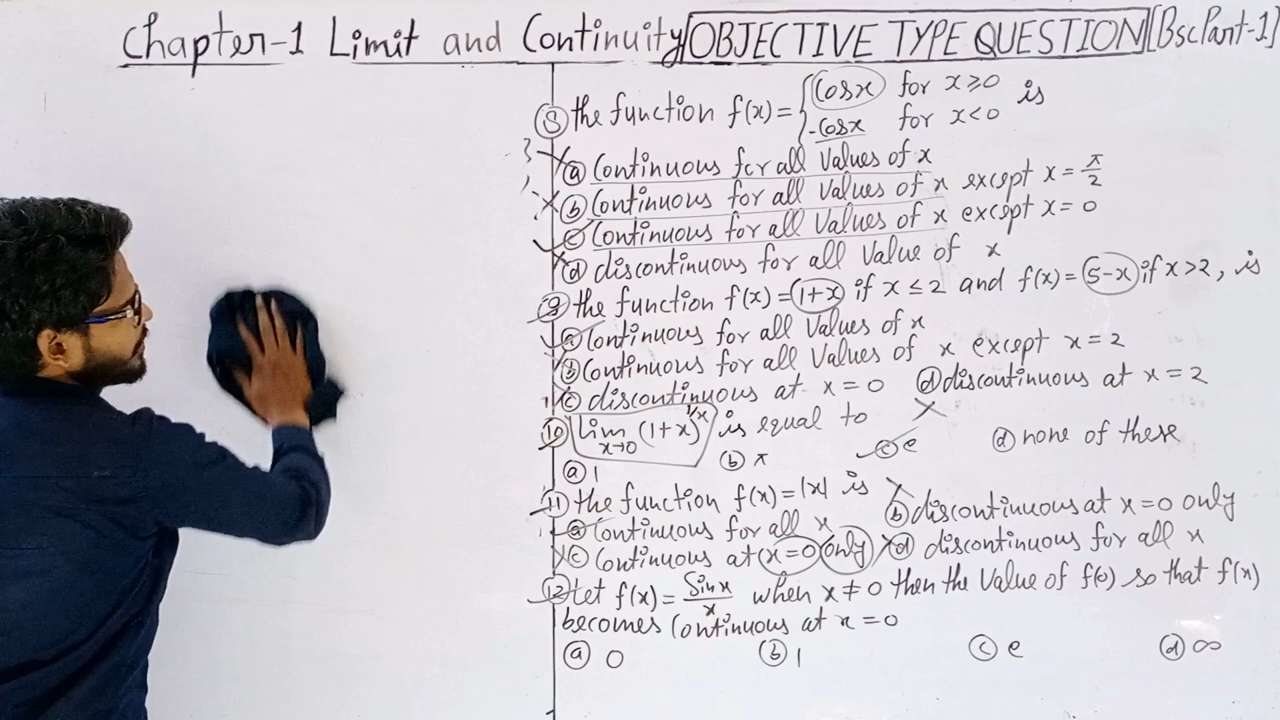 Chapter-1 Limit and Continuity OBJECTIVE TYPE QUESTION [Bsc Part-1]
⑧ the function f(x) = { cosx for x ≥ 0 is
-cosx for x < 0
ⓐ Continuous for all Values of x
ⓑ Continuous for all Values of x except x = π/2
ⓒ Continuous for all Values of x except x = 0
ⓓ discontinuous for all Value of x
⑨ the function f(x) = (1+x) if x ≤ 2 and f(x) = (5-x) if x > 2, is
ⓐ Continuous for all Values of x
ⓑ Continuous for all Values of x except x = 2
ⓒ discontinuous at x = 0 ⓓ discontinuous at x = 2
⑩ Lim x→0 (1+x)^1/x is equal to
ⓐ 1 ⓑ π ⓒ e ⓓ none of these
⑪ the function f(x) = |x| is
ⓐ Continuous for all x ⓑ discontinuous at x = 0 only
ⓒ Continuous at x = 0 only ⓓ discontinuous for all x
⑫ Let f(x) = Sinx/x when x ≠ 0 then the Value of f(0) so that f(x)
becomes Continuous at x = 0
ⓐ 0 ⓑ 1 ⓒ e ⓓ ∞